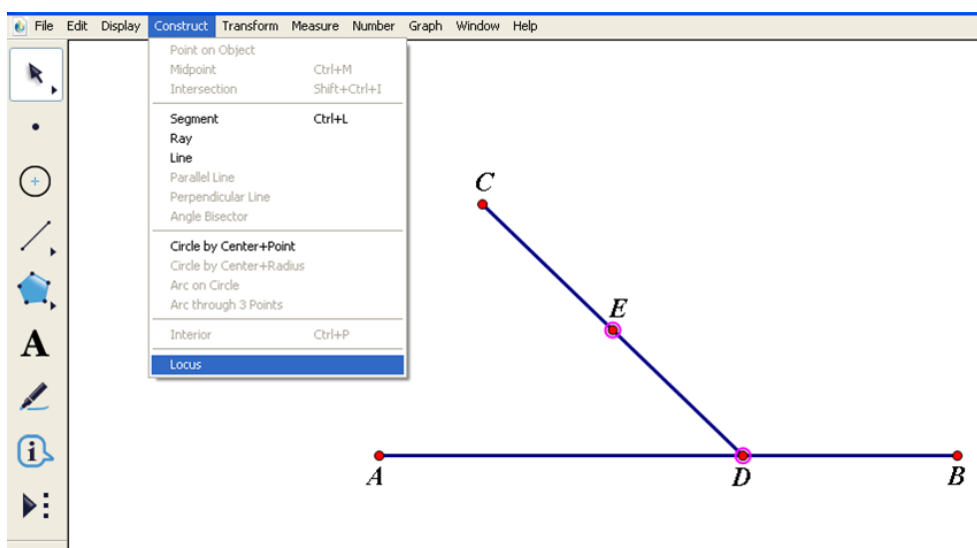 File Edit Display Construct Transform Measure Number Graph Window Help
Point on Object
Midpoint Ctrl+M
Intersection Shift+Ctrl+I
Segment Ctrl+L
Ray
Line
Parallel Line
Perpendicular Line
Angle Bisector
Circle by Center+Point
Circle by Center+Radius
Arc on Circle
Arc through 3 Points
Interior Ctrl+P
Locus
A
i
C
E
A D B